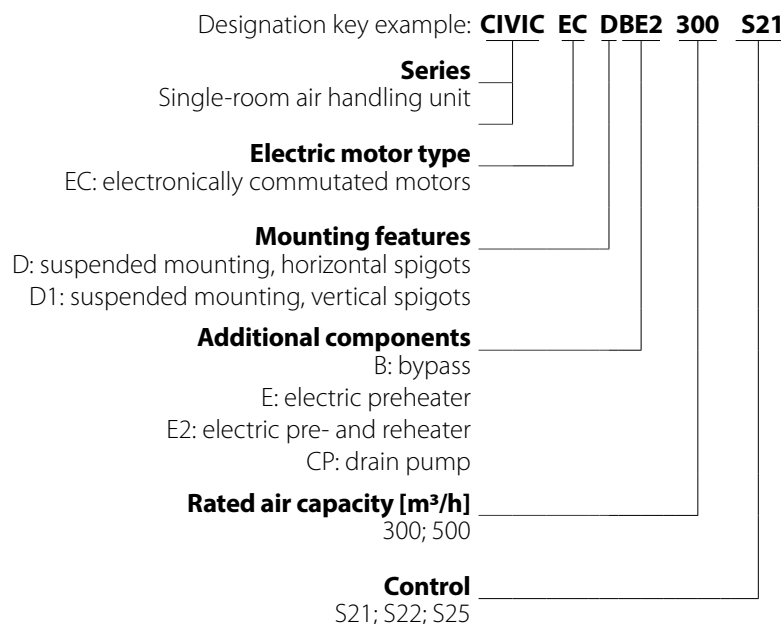 Designation key example: CIVIC EC DBE2 300 S21
Series
Single-room air handling unit
Electric motor type
EC: electronically commutated motors
Mounting features
D: suspended mounting, horizontal spigots
D1: suspended mounting, vertical spigots
Additional components
B: bypass
E: electric preheater
E2: electric pre- and reheater
CP: drain pump
Rated air capacity [m³/h]
300; 500
Control
S21; S22; S25